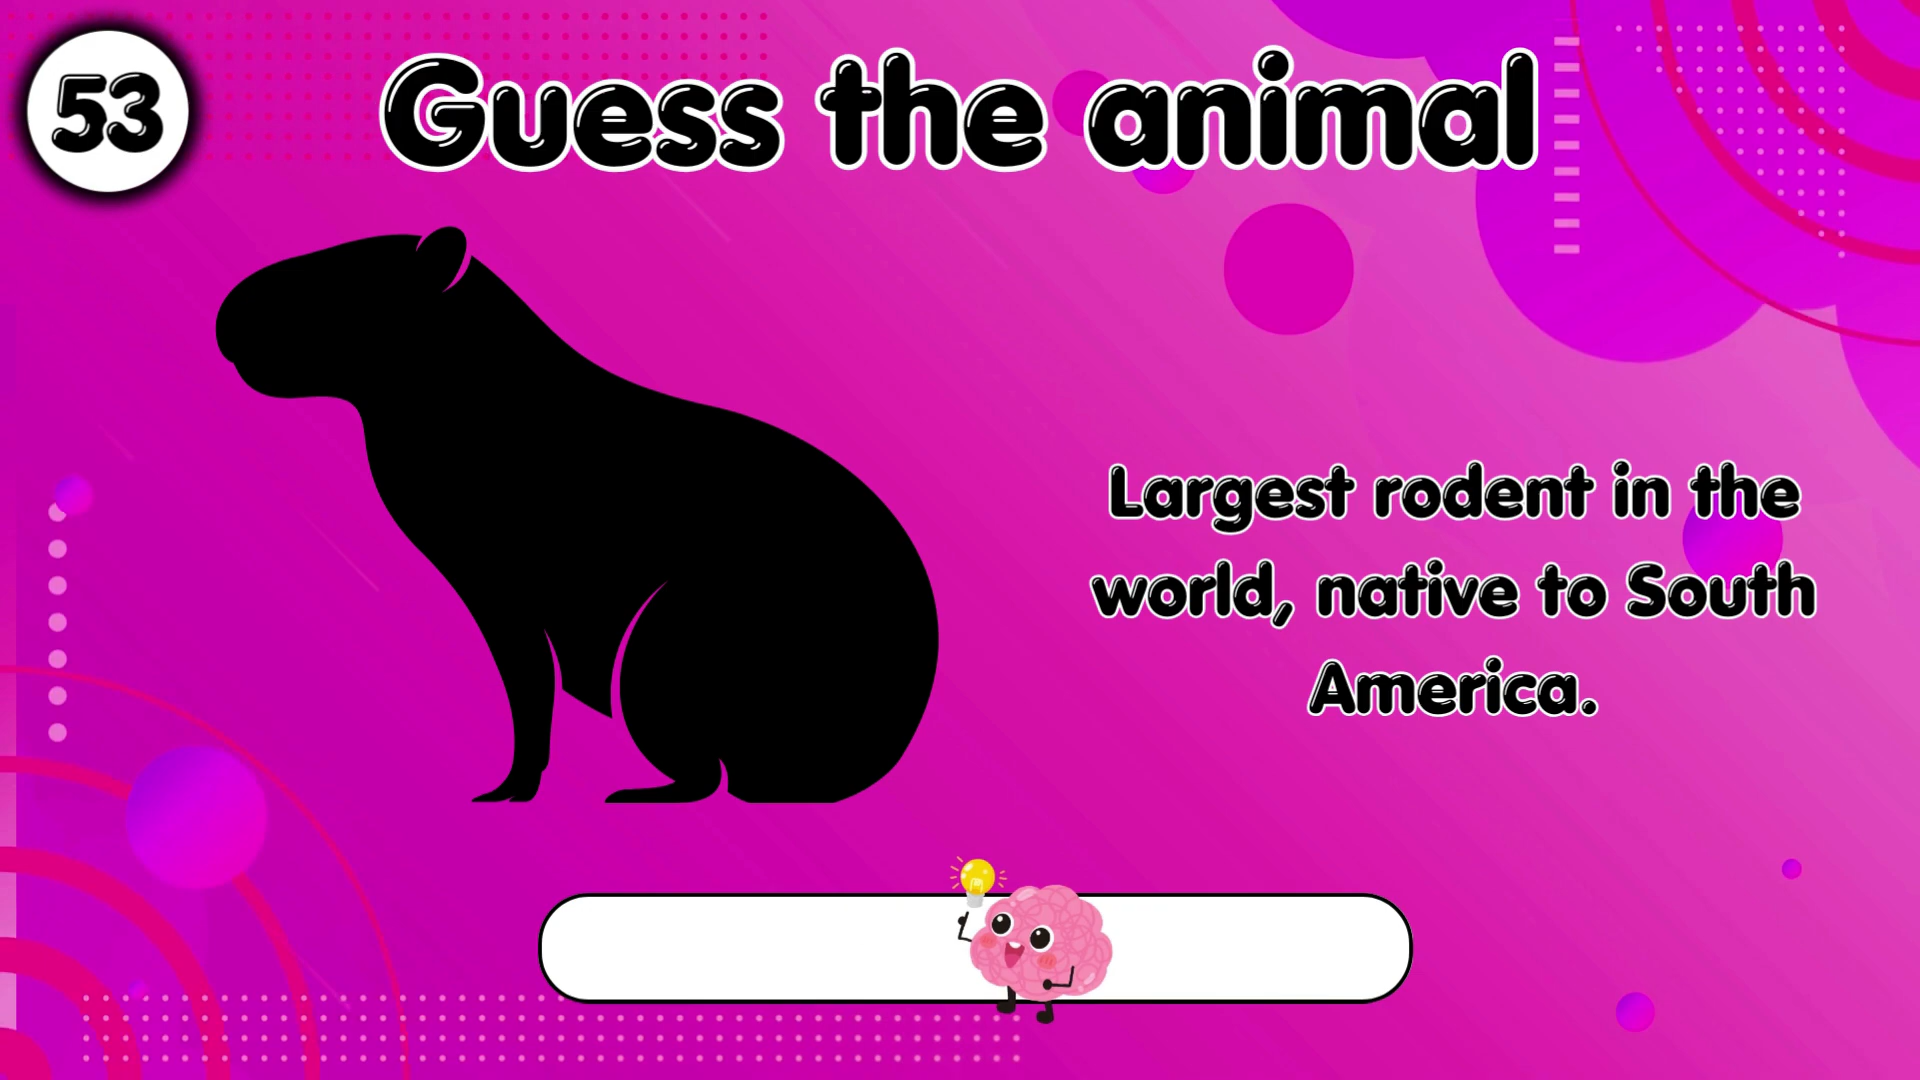 53
Guess the animal
Largest rodent in the
world, native to South
America.